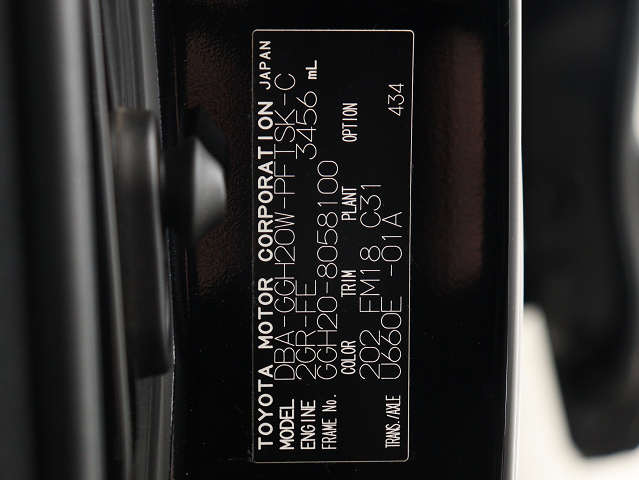 TOYOTA MOTOR CORPORATION JAPAN
MODEL DBA-GGH20W-PFTSK-C
ENGINE 2GR-FE 3456 mL
FRAME No. GGH20-8058100
COLOR TRIM PLANT OPTION
202 FM18 C31
TRANS./AXLE U660E -01A 434